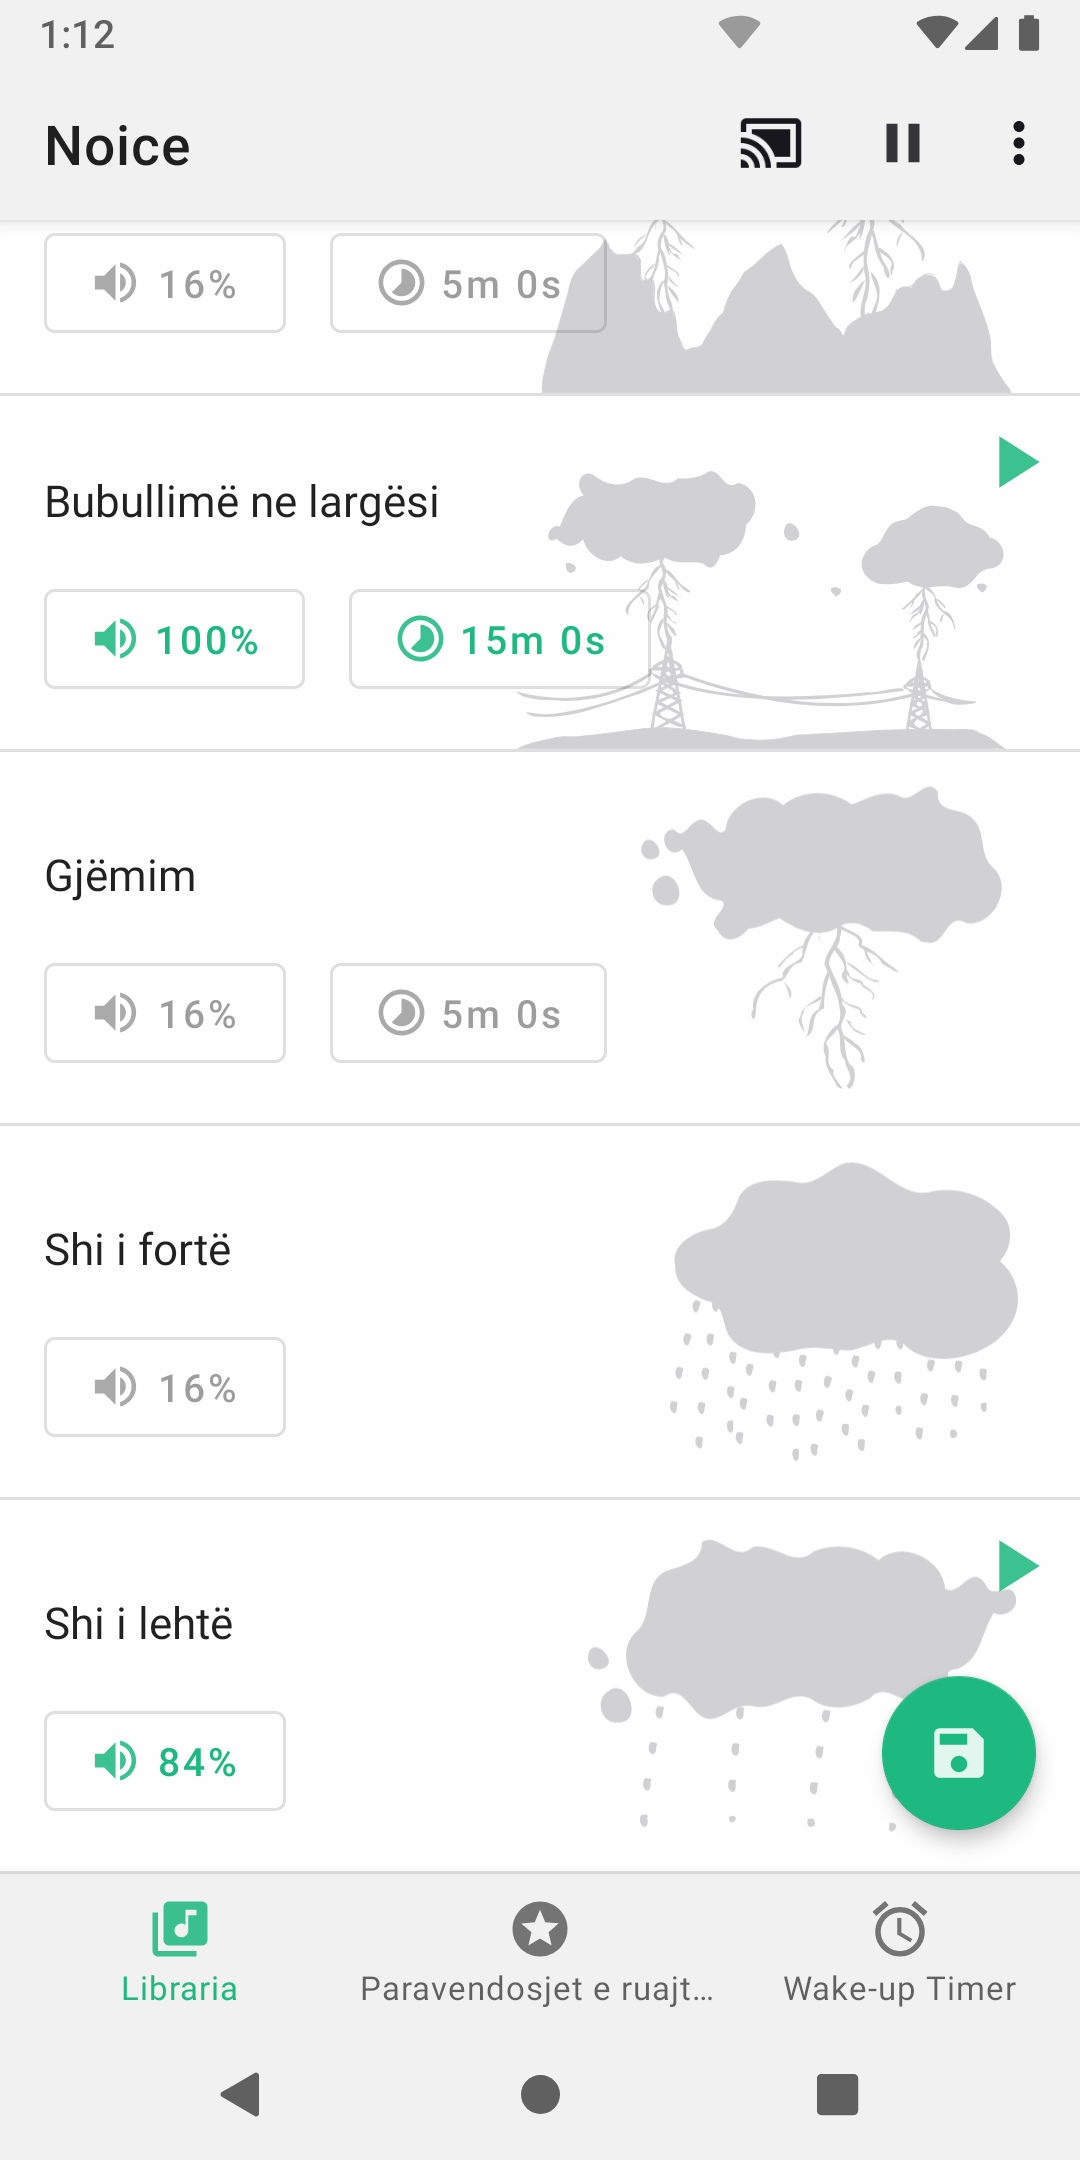 1:12
Noice
16% 5m 0s
Bubullimë ne largësi
100% 15m 0s
Gjëmim
16% 5m 0s
Shi i fortë
16%
Shi i lehtë
84%
Libraria Paravendosjet e ruajt... Wake-up Timer